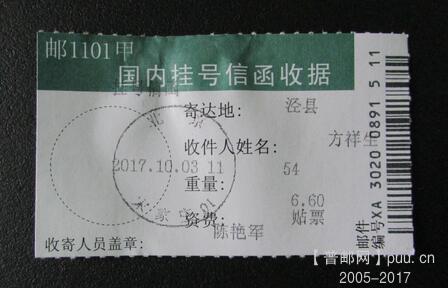 邮1101甲
国内挂号信函收据
寄达地: 泾县
收件人姓名: 方祥生
北京
2017.10.03 11
重量: 54
资费: 6.60
贴票
收寄人员盖章: 陈艳军
邮件
编号XA 3020 0891 5 11
【普邮网】puu.cn
2005-2017